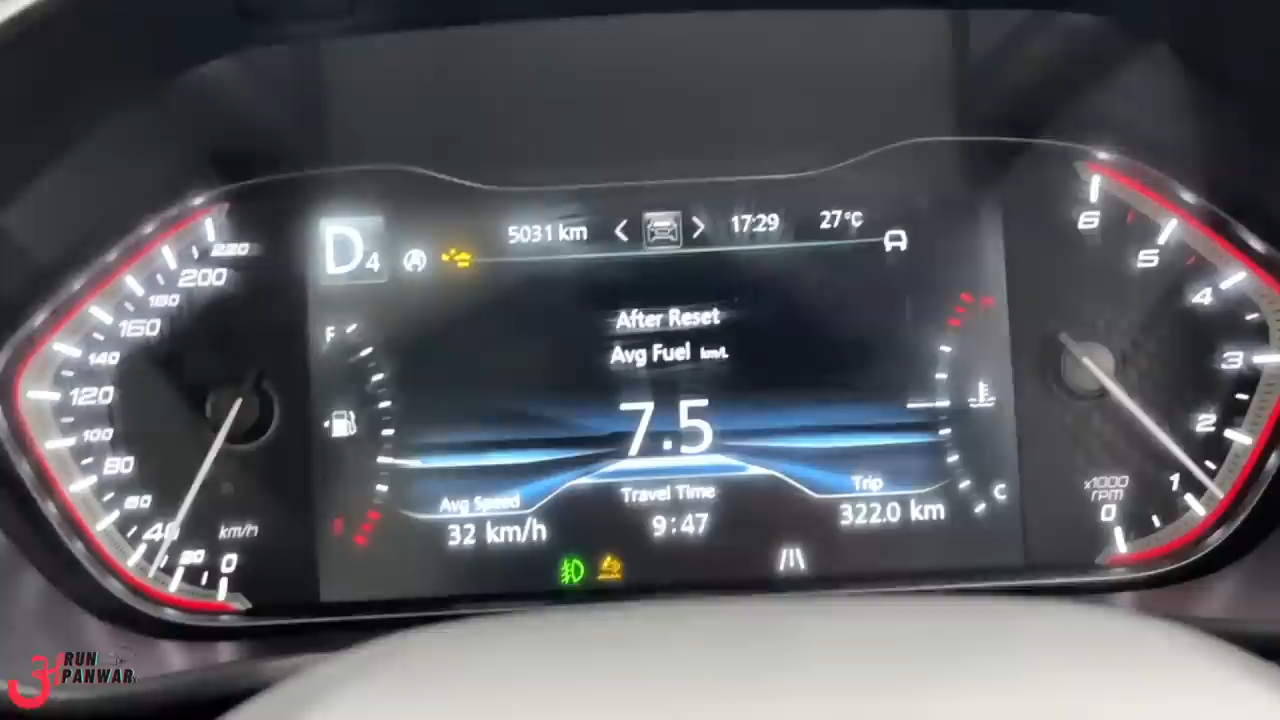 5031 km
17:29
27°C
D4
After Reset
Avg Fuel km/L
7.5
Avg Speed
32 km/h
Travel Time
9:47
Trip
322.0 km
F
C
220
200
180
160
140
120
100
80
60
40
20
0
km/h
6
5
4
3
2
1
0
x1000
rpm
RUN
PANWAR